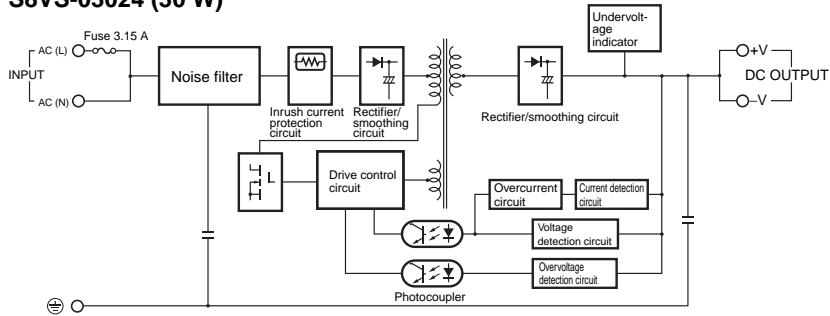 S8VS-03024 (30 W)
Fuse 3.15 A
AC (L)
INPUT
AC (N)
Noise filter
Inrush current
protection
circuit
Rectifier/
smoothing
circuit
Drive control
circuit
Rectifier/smoothing circuit
Undervolt-
age
indicator
+V
DC OUTPUT
–V
Overcurrent
circuit
Current detection
circuit
Voltage
detection circuit
Overvoltage
detection circuit
Photocoupler